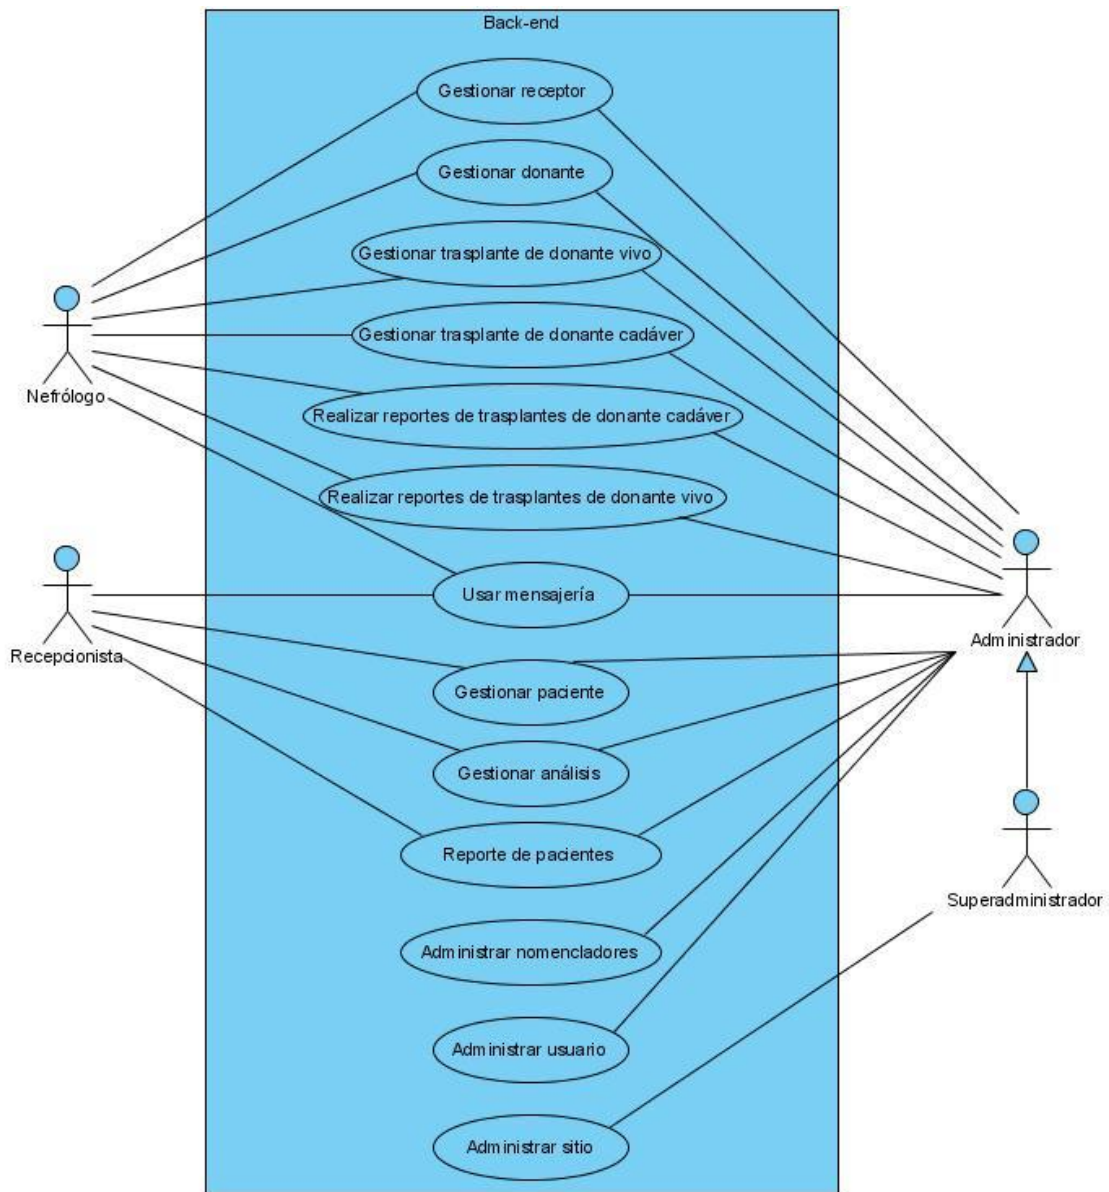 Back-end
Gestionar receptor
Gestionar donante
Gestionar trasplante de donante vivo
Gestionar trasplante de donante cadáver
Nefrólogo
Realizar reportes de trasplantes de donante cadáver
Realizar reportes de trasplantes de donante vivo
Usar mensajería
Administrador
Recepcionista
Gestionar paciente
Gestionar análisis
Reporte de pacientes
Superadministrador
Administrar nomencladores
Administrar usuario
Administrar sitio